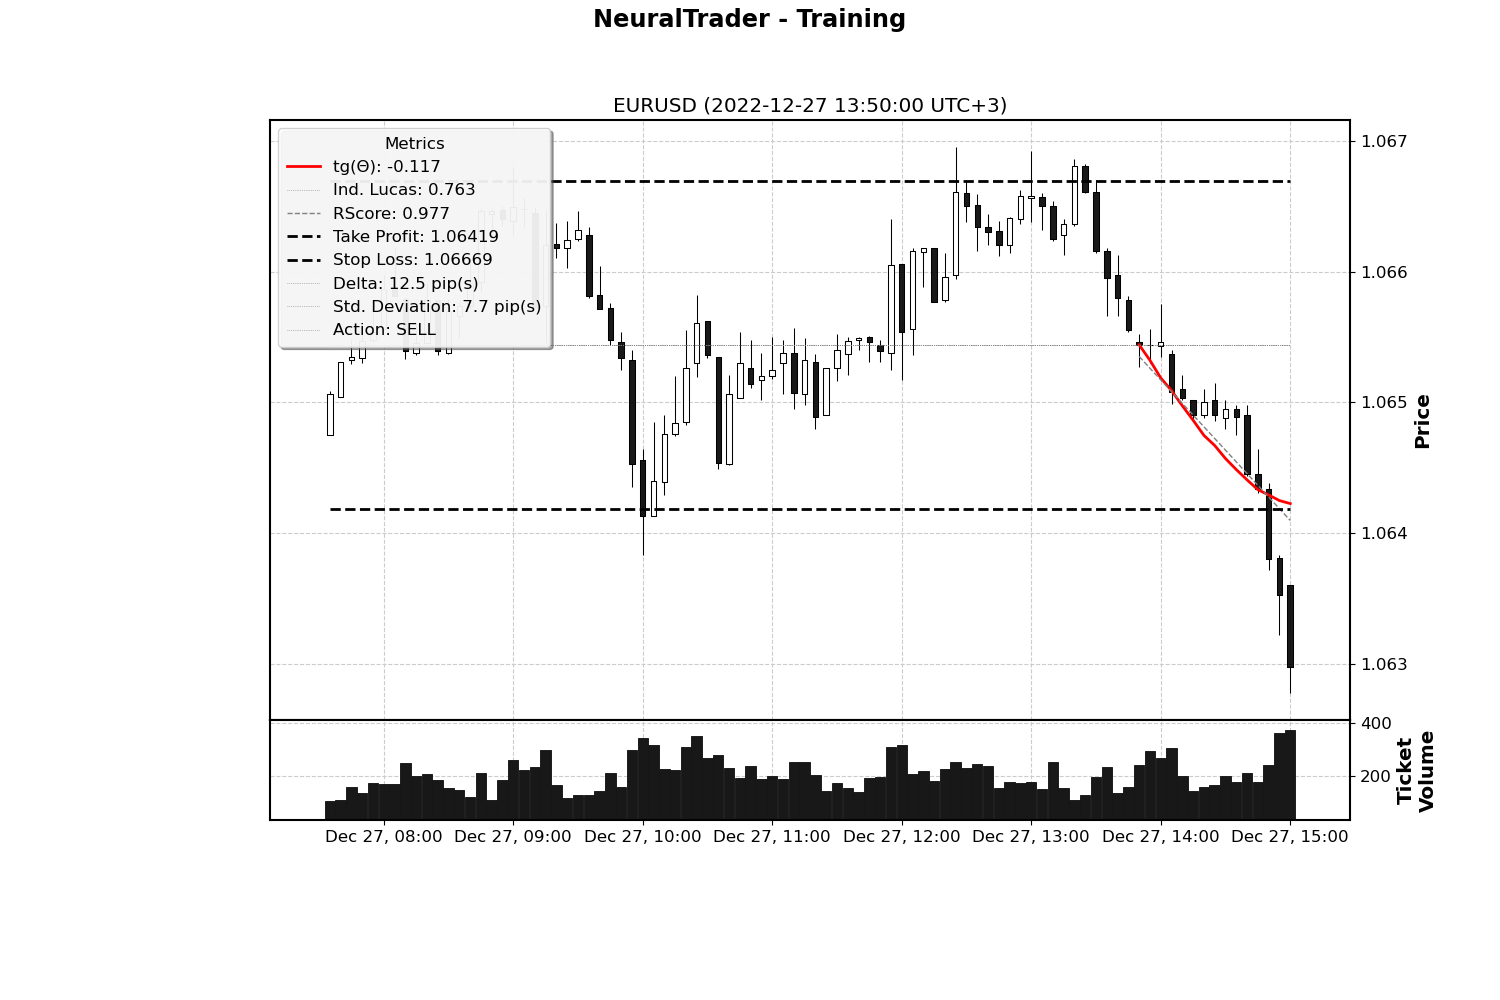 NeuralTrader - Training
EURUSD (2022-12-27 13:50:00 UTC+3)
Metrics
tg(Θ): -0.117
Ind. Lucas: 0.763
RScore: 0.977
Take Profit: 1.06419
Stop Loss: 1.06669
Delta: 12.5 pip(s)
Std. Deviation: 7.7 pip(s)
Action: SELL
1.067
1.066
1.065
1.064
1.063
Price
400
200
Ticket
Volume
Dec 27, 08:00 Dec 27, 09:00 Dec 27, 10:00 Dec 27, 11:00 Dec 27, 12:00 Dec 27, 13:00 Dec 27, 14:00 Dec 27, 15:00